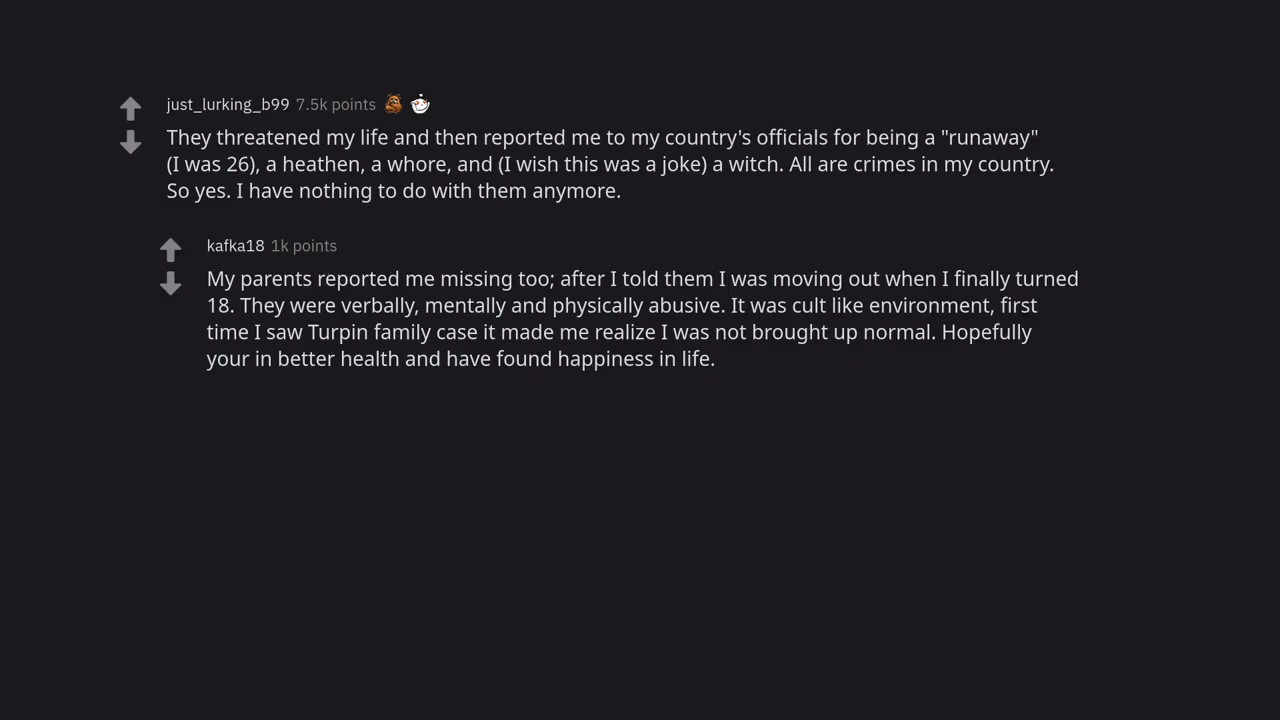 just_lurking_b99 7.5k points
They threatened my life and then reported me to my country's officials for being a "runaway"
(I was 26), a heathen, a whore, and (I wish this was a joke) a witch. All are crimes in my country.
So yes. I have nothing to do with them anymore.
kafka18 1k points
My parents reported me missing too; after I told them I was moving out when I finally turned
18. They were verbally, mentally and physically abusive. It was cult like environment, first
time I saw Turpin family case it made me realize I was not brought up normal. Hopefully
your in better health and have found happiness in life.